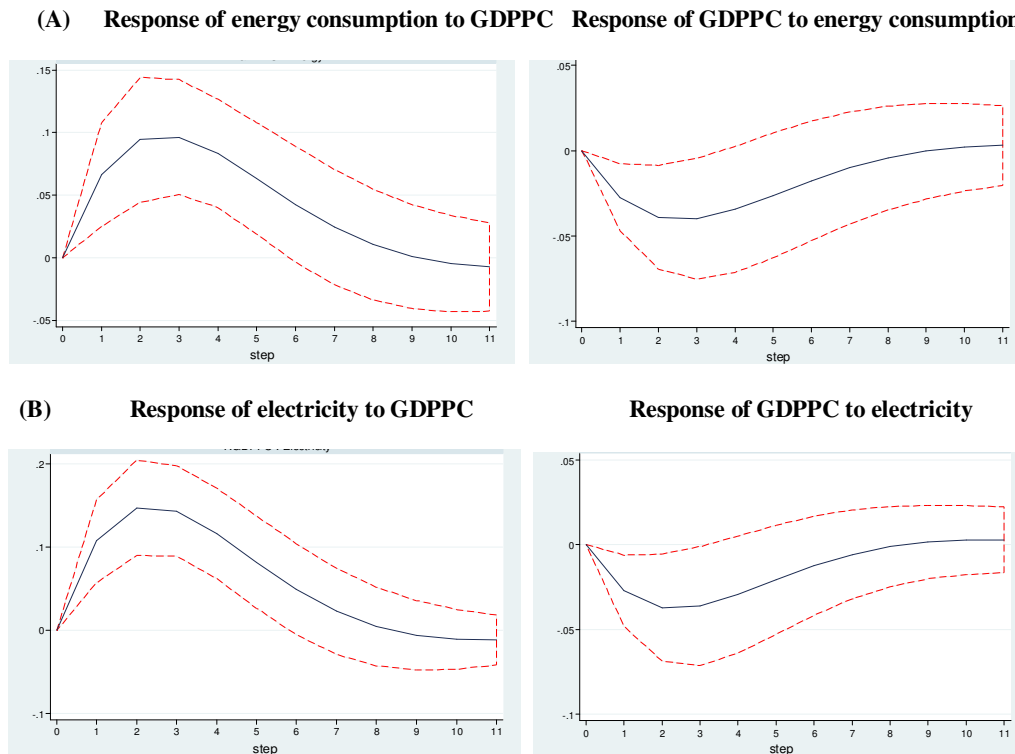 (A) Response of energy consumption to GDPPC Response of GDPPC to energy consumption
.15
.1
.05
0
-.05
0 1 2 3 4 5 6 7 8 9 10 11
step
.05
0
-.05
-.1
0 1 2 3 4 5 6 7 8 9 10 11
step
(B) Response of electricity to GDPPC Response of GDPPC to electricity
.2
.1
0
-.1
0 1 2 3 4 5 6 7 8 9 10 11
step
.05
0
-.05
-.1
0 1 2 3 4 5 6 7 8 9 10 11
step